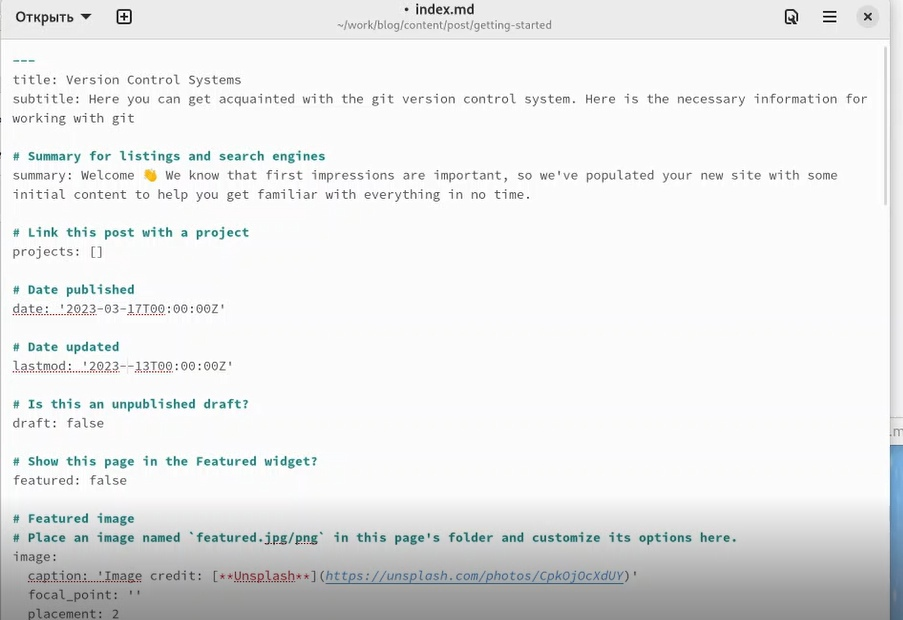 Открыть
• index.md
~/work/blog/content/post/getting-started
---
title: Version Control Systems
subtitle: Here you can get acquainted with the git version control system. Here is the necessary information for
working with git
# Summary for listings and search engines
summary: Welcome 👋 We know that first impressions are important, so we've populated your new site with some
initial content to help you get familiar with everything in no time.
# Link this post with a project
projects: []
# Date published
date: '2023-03-17T00:00:00Z'
# Date updated
lastmod: '2023--13T00:00:00Z'
# Is this an unpublished draft?
draft: false
# Show this page in the Featured widget?
featured: false
# Featured image
# Place an image named `featured.jpg/png` in this page's folder and customize its options here.
image:
caption: 'Image credit: [**Unsplash**](https://unsplash.com/photos/CpkOjOcXdUY)'
focal_point: ''
placement: 2
.m